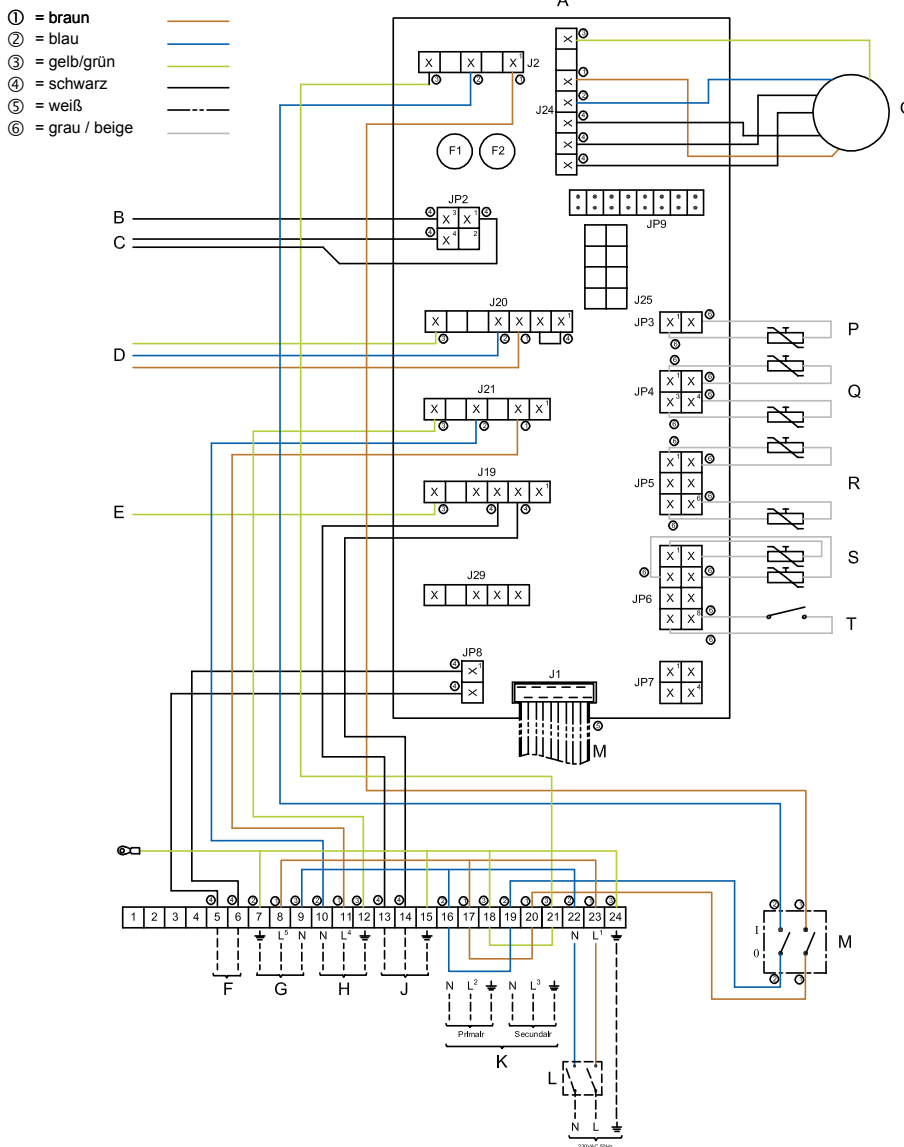 ① = braun
② = blau
③ = gelb/grün
④ = schwarz
⑤ = weiß
⑥ = grau / beige
A
J2
J24
F1 F2
JP2
B
C
JP9
J25
J20
D
JP3
P
JP4
Q
J21
JP5
R
J19
E
S
J29
JP6
T
JP8
JP7
J1
M
1 2 3 4 5 6 7 8 9 10 11 12 13 14 15 16 17 18 19 20 21 22 23 24
L5 N N L4 N L1
I
0
M
F G H J
N L2 N L3
Primair Secundair
K
L
N L
230VAC 50Hz